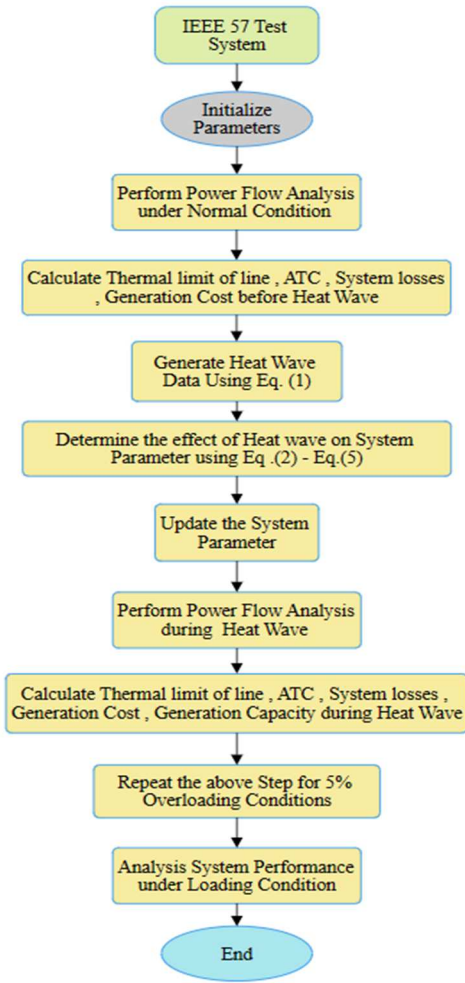 IEEE 57 Test
System
Initialize
Parameters
Perform Power Flow Analysis
under Normal Condition
Calculate Thermal limit of line , ATC , System losses
, Generation Cost before Heat Wave
Generate Heat Wave
Data Using Eq. (1)
Determine the effect of Heat wave on System
Parameter using Eq .(2) - Eq.(5)
Update the System
Parameter
Perform Power Flow Analysis
during Heat Wave
Calculate Thermal limit of line , ATC , System losses ,
Generation Cost , Generation Capacity during Heat Wave
Repeat the above Step for 5%
Overloading Conditions
Analysis System Performance
under Loading Condition
End